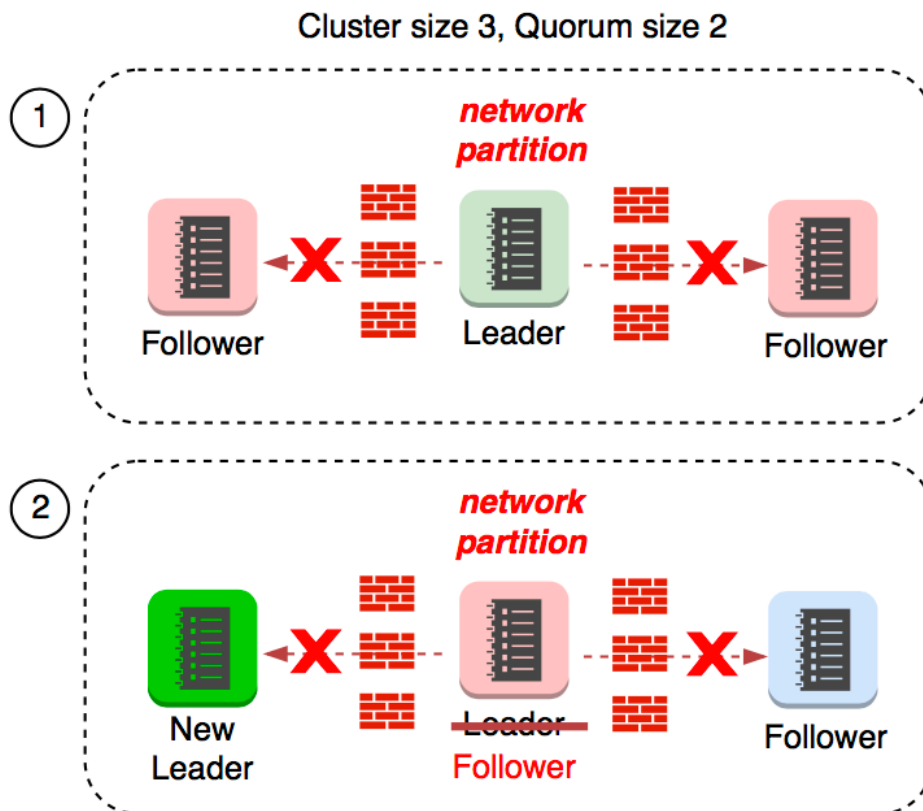 Cluster size 3, Quorum size 2
1
network
partition
Follower
Leader
Follower
2
network
partition
New
Leader
Leader
Follower
Follower